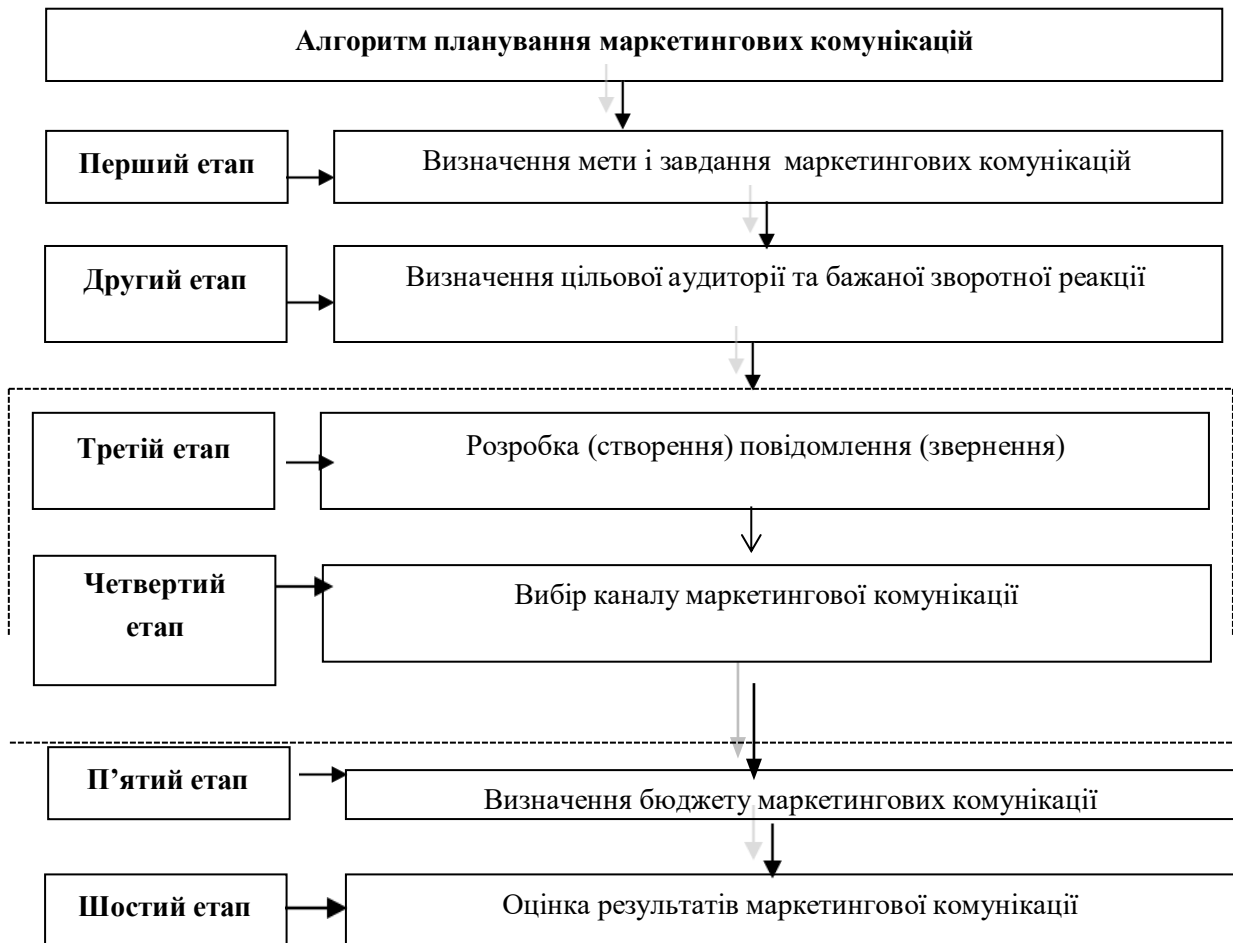 Алгоритм планування маркетингових комунікацій
Перший етап
Визначення мети і завдання маркетингових комунікацій
Другий етап
Визначення цільової аудиторії та бажаної зворотної реакції
Третій етап
Розробка (створення) повідомлення (звернення)
Четвертий
етап
Вибір каналу маркетингової комунікації
П’ятий етап
Визначення бюджету маркетингових комунікації
Шостий етап
Оцінка результатів маркетингової комунікації